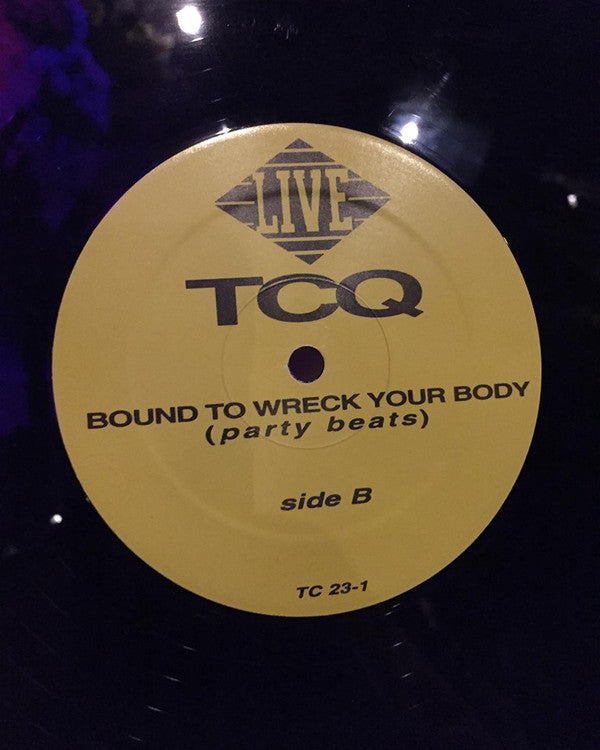 LIVE
TCQ
BOUND TO WRECK YOUR BODY
(party beats)
side B
TC 23-1